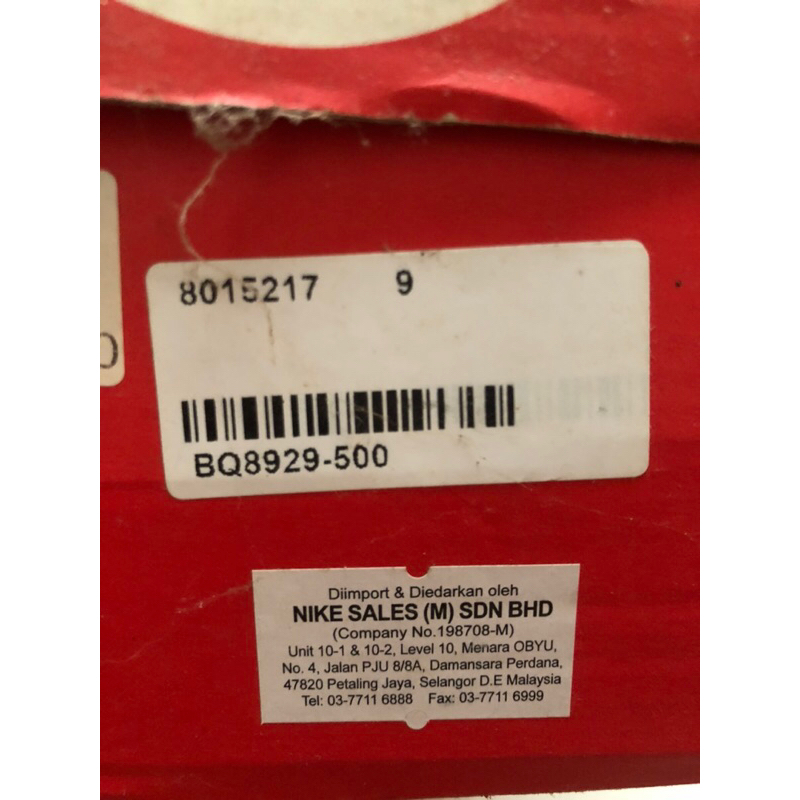 0
8015217 9
BQ8929-500
Diimport & Diedarkan oleh
NIKE SALES (M) SDN BHD
(Company No.198708-M)
Unit 10-1 & 10-2, Level 10, Menara OBYU,
No. 4, Jalan PJU 8/8A, Damansara Perdana,
47820 Petaling Jaya, Selangor D.E Malaysia
Tel: 03-7711 6888 Fax: 03-7711 6999